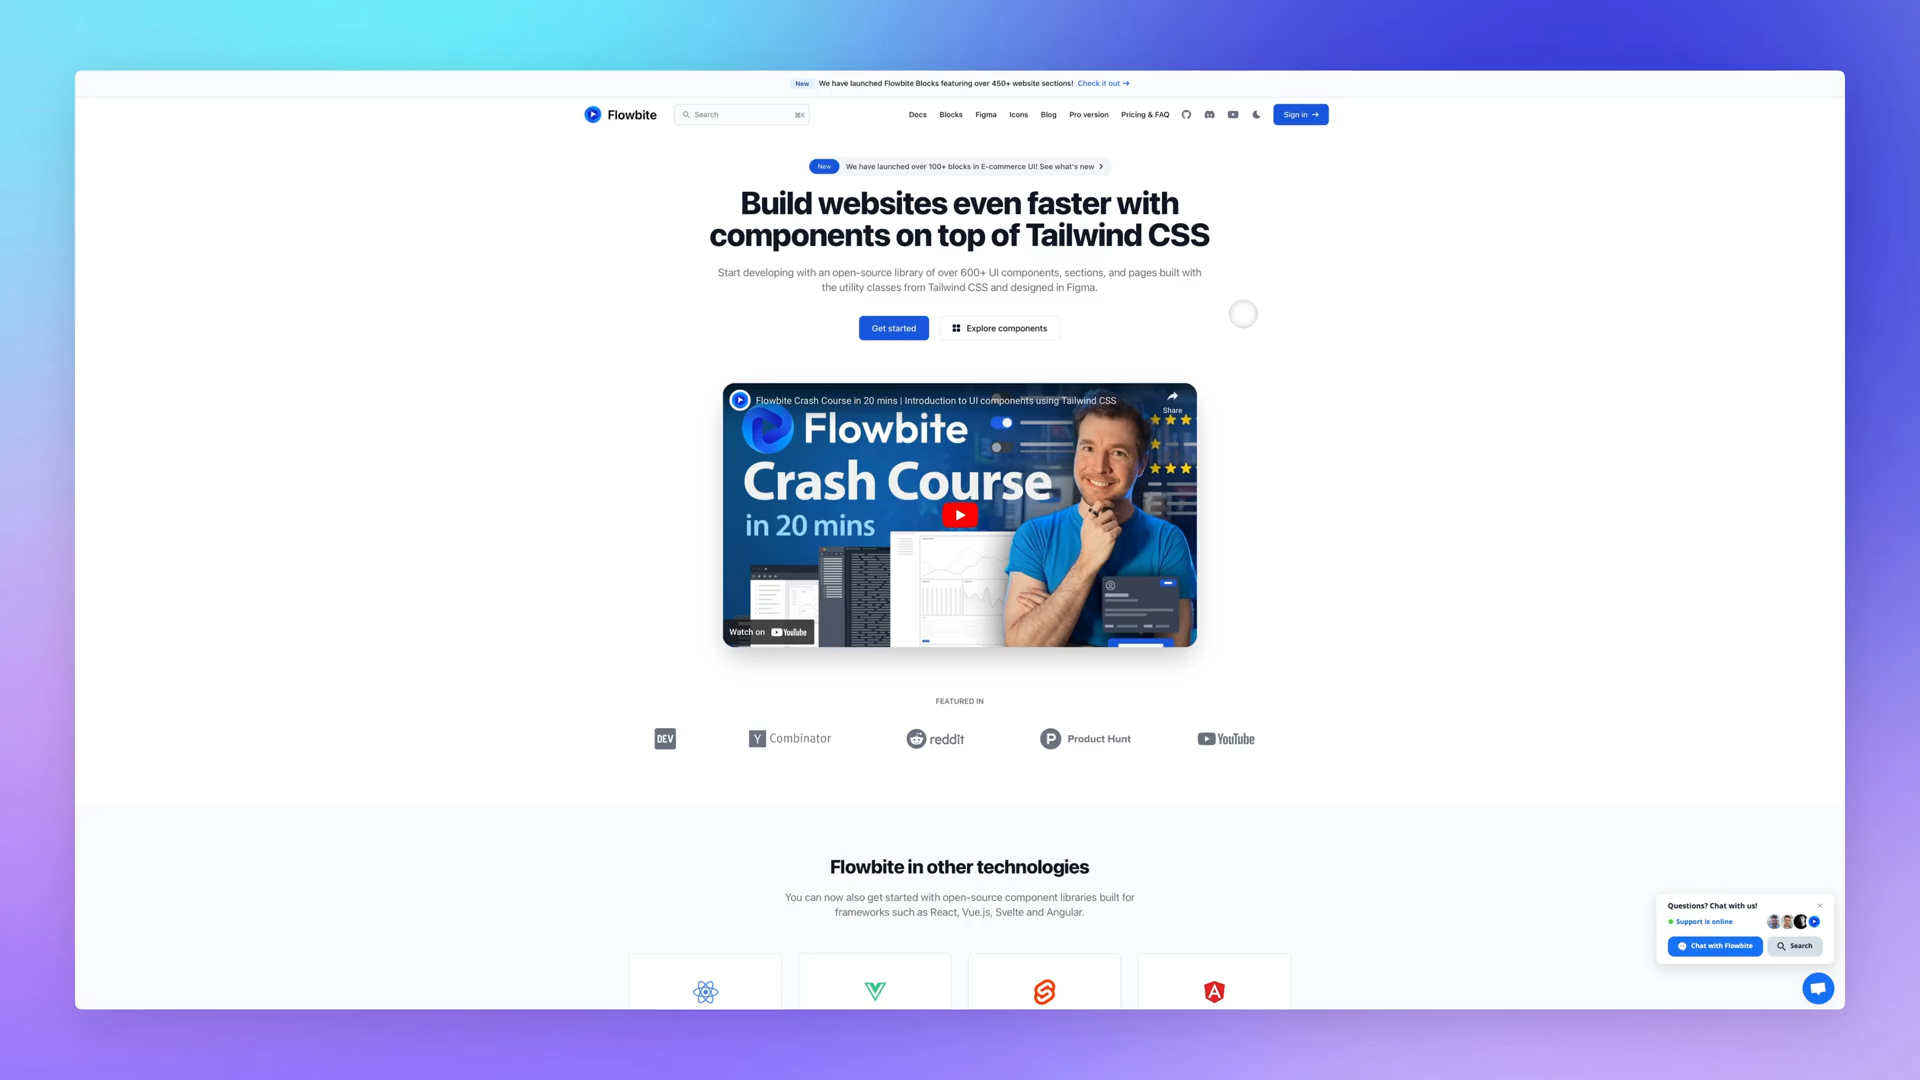 New We have launched Flowbite Blocks featuring over 450+ website sections! Check it out →
Flowbite Search ⌘K Docs Blocks Figma Icons Blog Pro version Pricing & FAQ Sign in →
New We have launched over 100+ blocks in E-commerce UI! See what's new
Build websites even faster with
components on top of Tailwind CSS
Start developing with an open-source library of over 600+ UI components, sections, and pages built with
the utility classes from Tailwind CSS and designed in Figma.
Get started Explore components
Flowbite Crash Course in 20 mins | Introduction to UI components using Tailwind CSS
Share
Flowbite
Crash Course
in 20 mins
Watch on YouTube
FEATURED IN
DEV Y Combinator reddit Product Hunt YouTube
Flowbite in other technologies
You can now also get started with open-source component libraries built for
frameworks such as React, Vue.js, Svelte and Angular.
Questions? Chat with us!
Support is online
Chat with Flowbite Search